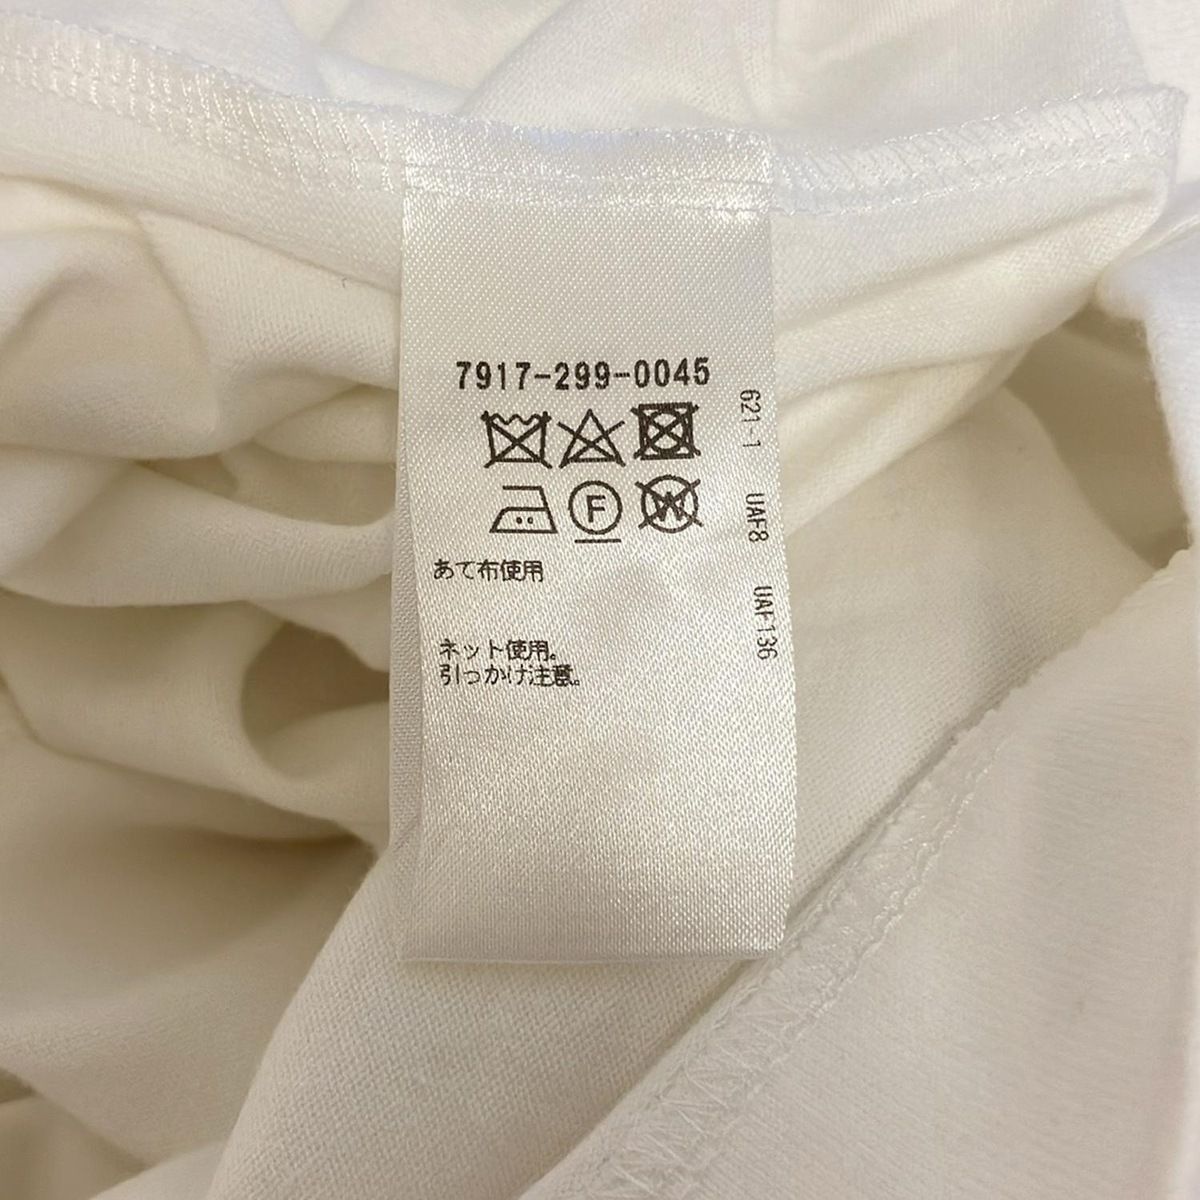 7917-299-0045
F
W
あて布使用
ネット使用。
引っかけ注意。
621-1 UAF8 UAF136